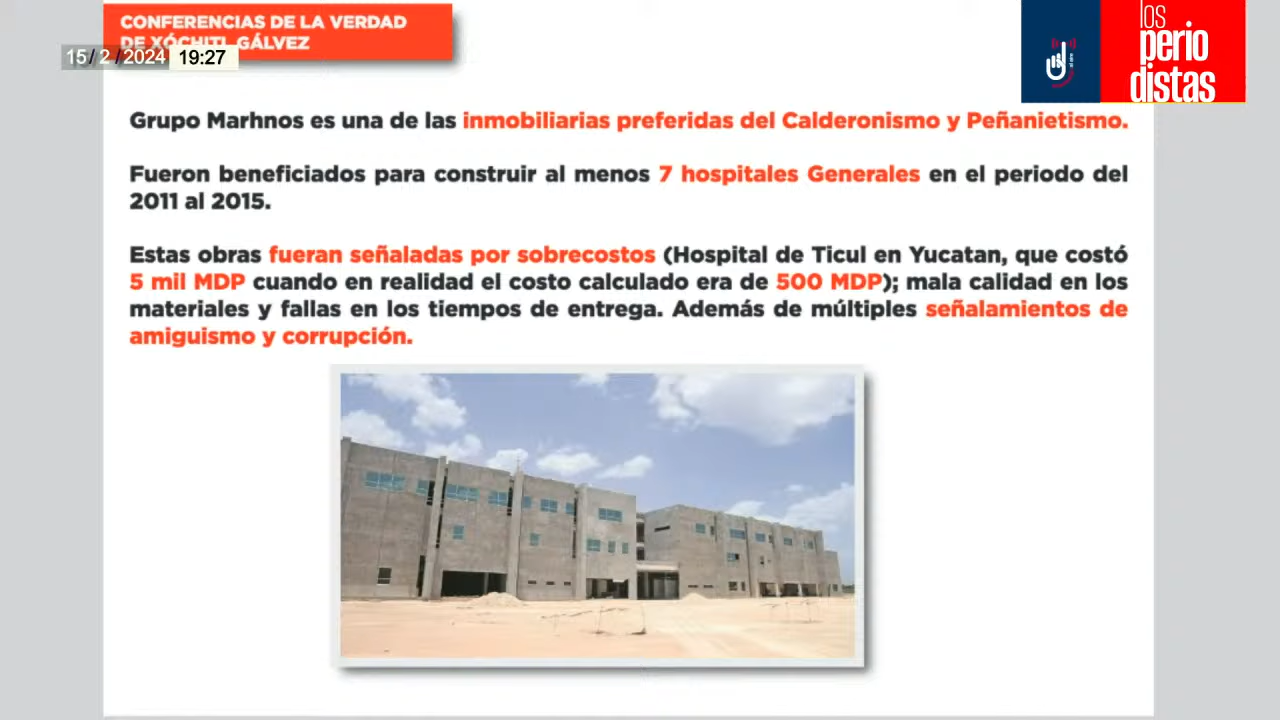 CONFERENCIAS DE LA VERDAD
DE XÓCHITL GÁLVEZ
15/ 2 /2024 19:27
los
perio
distas
Grupo Marhnos es una de las inmobiliarias preferidas del Calderonismo y Peñanietismo.
Fueron beneficiados para construir al menos 7 hospitales Generales en el periodo del
2011 al 2015.
Estas obras fueran señaladas por sobrecostos (Hospital de Ticul en Yucatan, que costó
5 mil MDP cuando en realidad el costo calculado era de 500 MDP); mala calidad en los
materiales y fallas en los tiempos de entrega. Además de múltiples señalamientos de
amiguismo y corrupción.